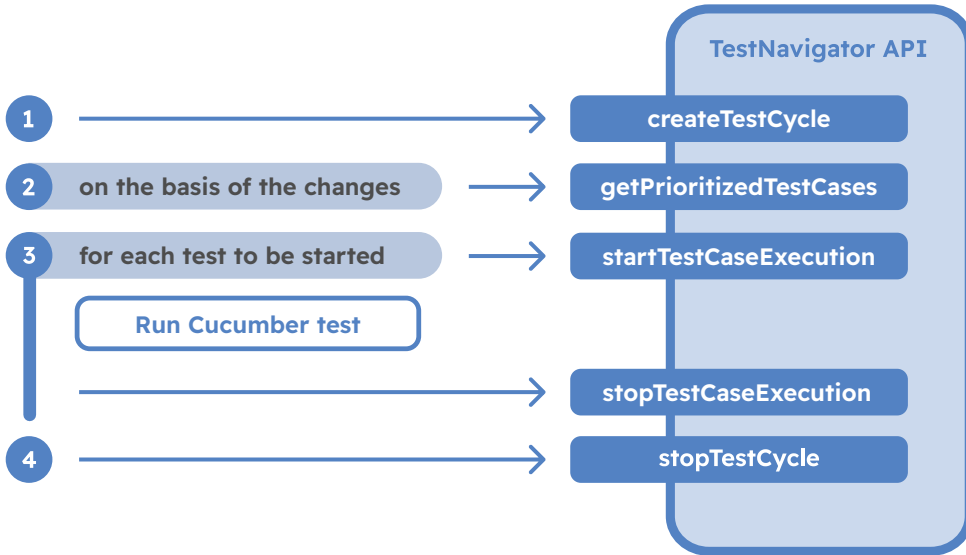 TestNavigator API
1
createTestCycle
2
on the basis of the changes
getPrioritizedTestCases
3
for each test to be started
startTestCaseExecution
Run Cucumber test
stopTestCaseExecution
4
stopTestCycle